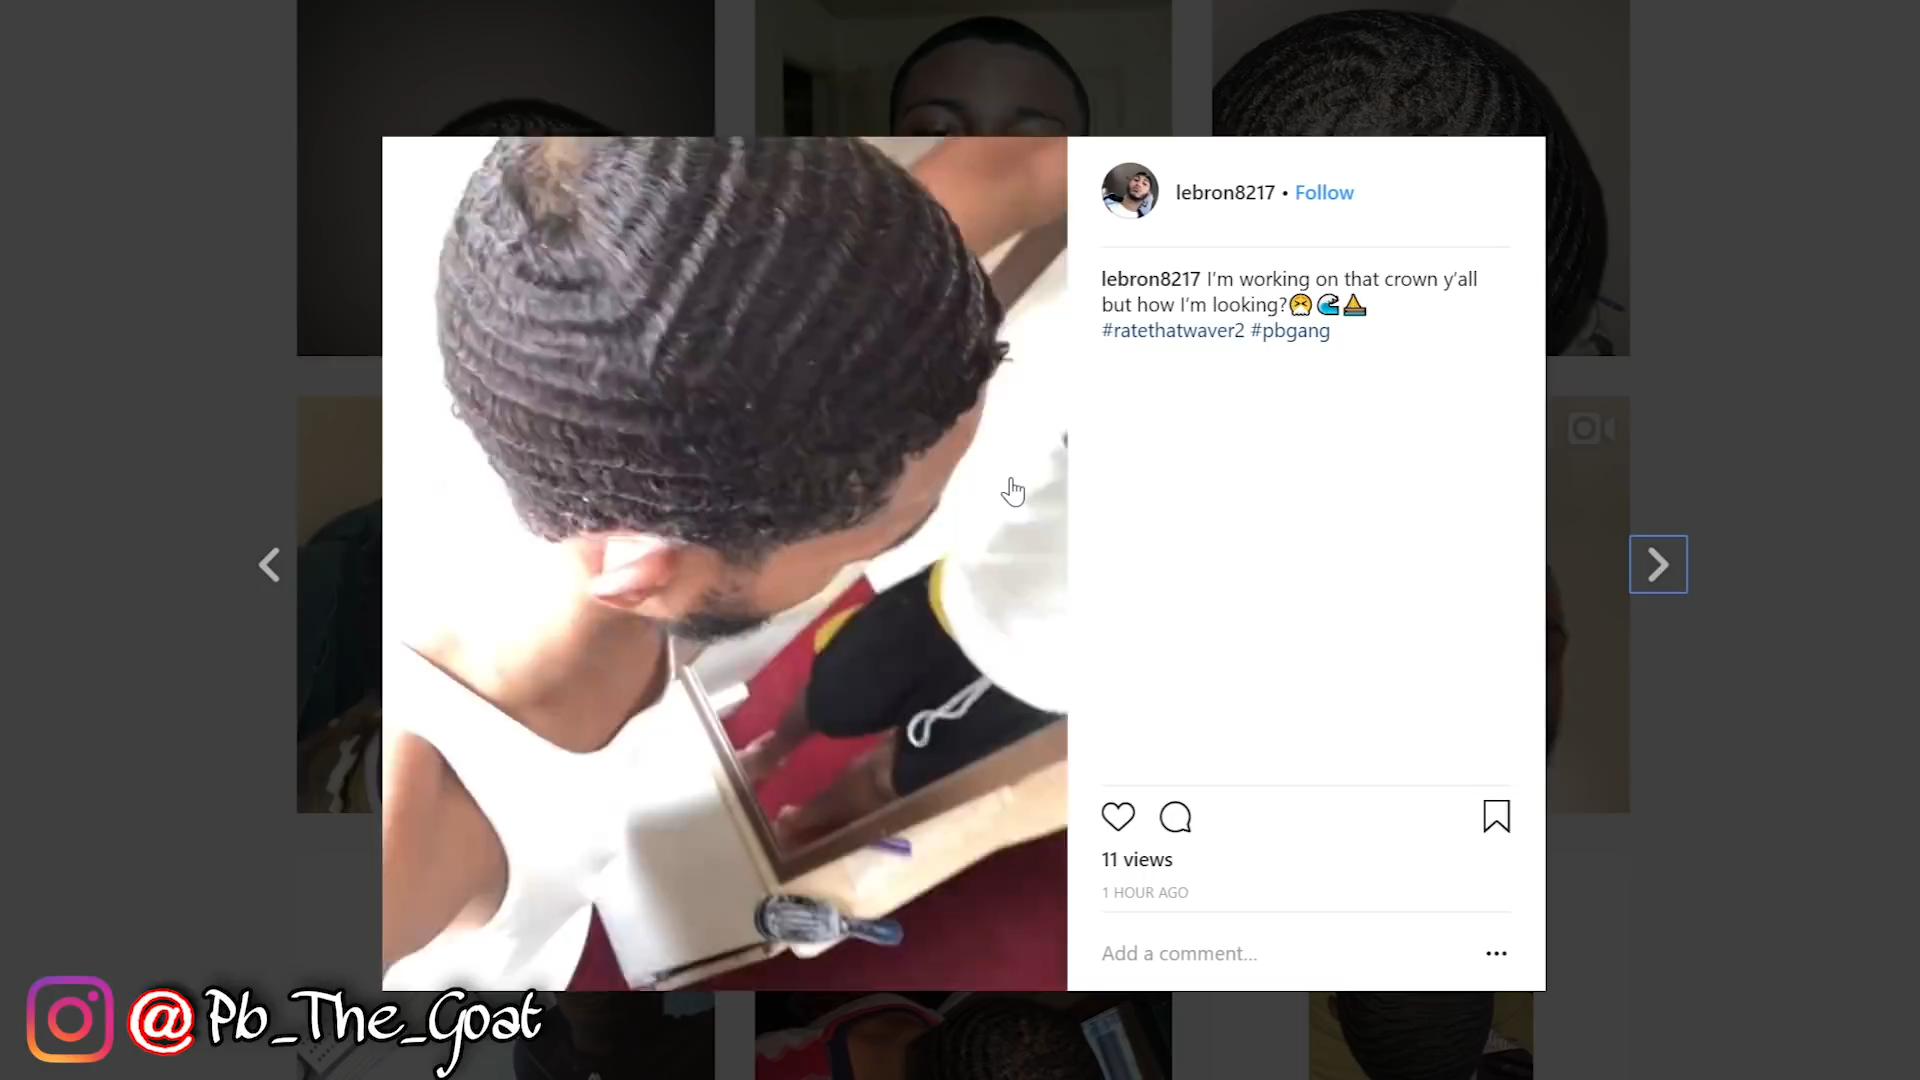 lebron8217 • Follow
lebron8217 I'm working on that crown y'all
but how I'm looking?😤🌊⛵
#ratethatwaver2 #pbgang
11 views
1 HOUR AGO
Add a comment...
@Pb_The_Goat